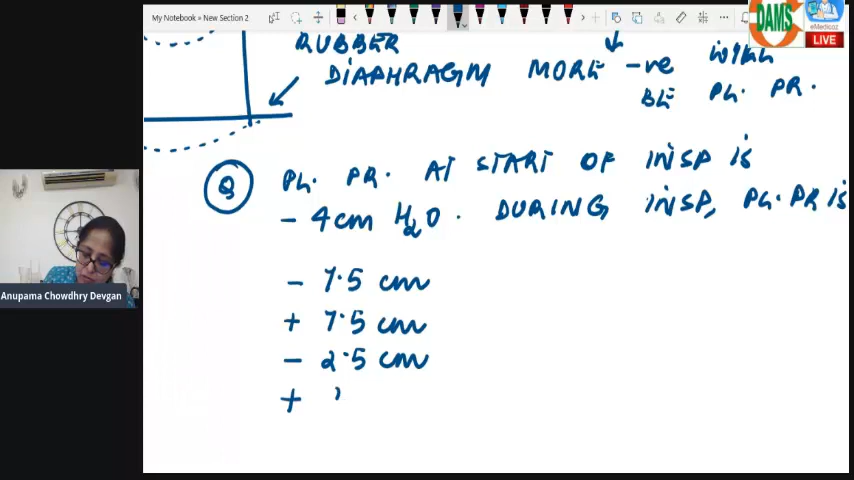 My Notebook > New Section 2
DAMS
eMedicoz
LIVE
RUBBER
DIAPHRAGM MORE -ve
BE PL. PR.
Q PL. PR. AT START OF INSP is
- 4cm H2O. DURING INSP, PL. PR is
- 7.5 cm
+ 7.5 cm
- 2.5 cm
+
Anupama Chowdhry Devgan